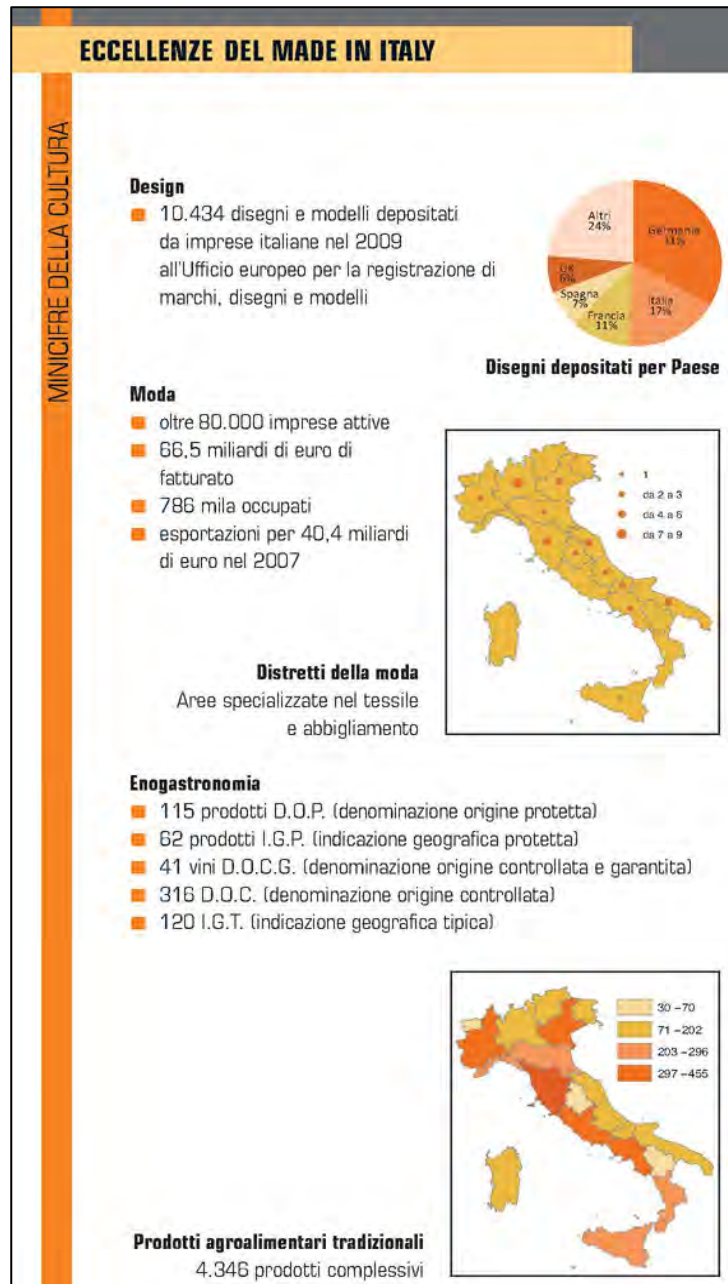 ECCELLENZE DEL MADE IN ITALY
MINICIFRE DELLA CULTURA
Design
10.434 disegni e modelli depositati
da imprese italiane nel 2009
all'Ufficio europeo per la registrazione di
marchi, disegni e modelli
Altri
24%
Germania
UK
6%
Spagna
7%
Francia
11%
Italia
17%
Disegni depositati per Paese
Moda
oltre 80.000 imprese attive
66,5 miliardi di euro di
fatturato
786 mila occupati
esportazioni per 40,4 miliardi
di euro nel 2007
1
da 2 a 3
da 4 a 6
da 7 a 9
Distretti della moda
Aree specializzate nel tessile
e abbigliamento
Enogastronomia
115 prodotti D.O.P. (denominazione origine protetta)
62 prodotti I.G.P. (indicazione geografica protetta)
41 vini D.O.C.G. (denominazione origine controllata e garantita)
316 D.O.C. (denominazione origine controllata)
120 I.G.T. (indicazione geografica tipica)
30 –70
71 –202
203 –296
297 –455
Prodotti agroalimentari tradizionali
4.346 prodotti complessivi